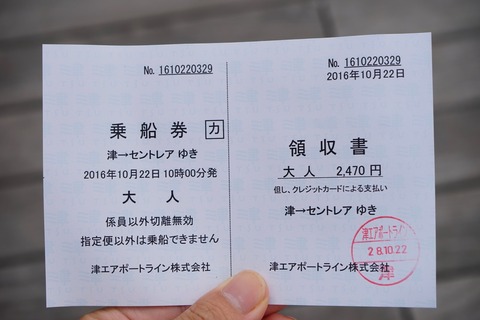 No. 1610220329
乗船券 カ
津→セントレア ゆき
2016年10月22日 10時00分発
大人
係員以外切離無効
指定便以外は乗船できません
津エアポートライン株式会社
No. 1610220329
2016年10月22日
領収書
大人 2,470円
但し、クレジットカードによる支払い
津→セントレア ゆき
津エアポートライン株式会社
津エアポートライン
28.10.22
津